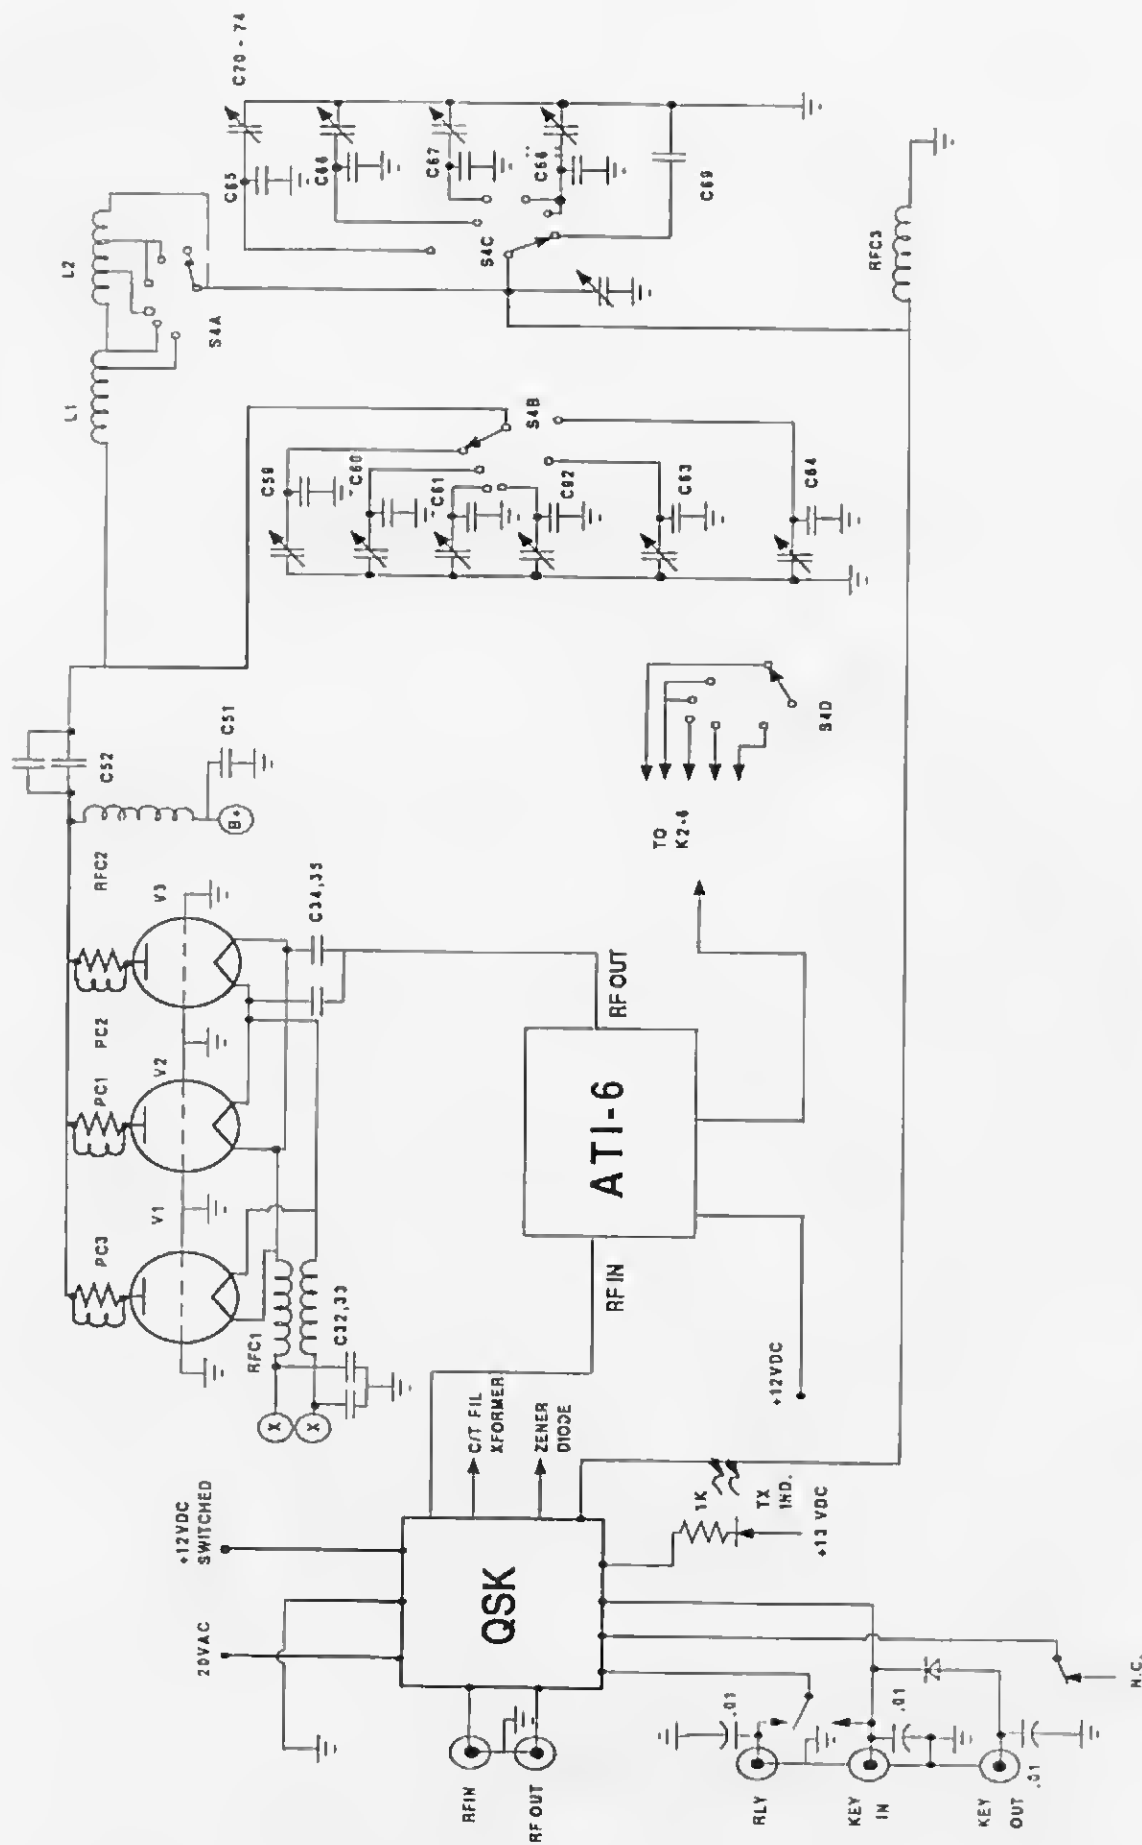 C70 - 74
C65
C66
C67
C68
C69
L2
S4A
S4C
RFC3
L1
C59
C60
C61
C92
C63
C64
S4B
C52
C51
B+
RFC2
S4D
TO
K2-6
V3
PC2
V2
PC1
V1
PC3
C34,35
RFC1
C32,33
X
X
RF OUT
ATI-6
RF IN
+12VDC
+12VDC
SWITCHED
20VAC
C/T FIL
XFORMER
ZENER
DIODE
QSK
1K
TX
IND.
+13 VDC
RF IN
RF OUT
RLY
.01
KEY
IN
.01
KEY
OUT
.01
N.C.